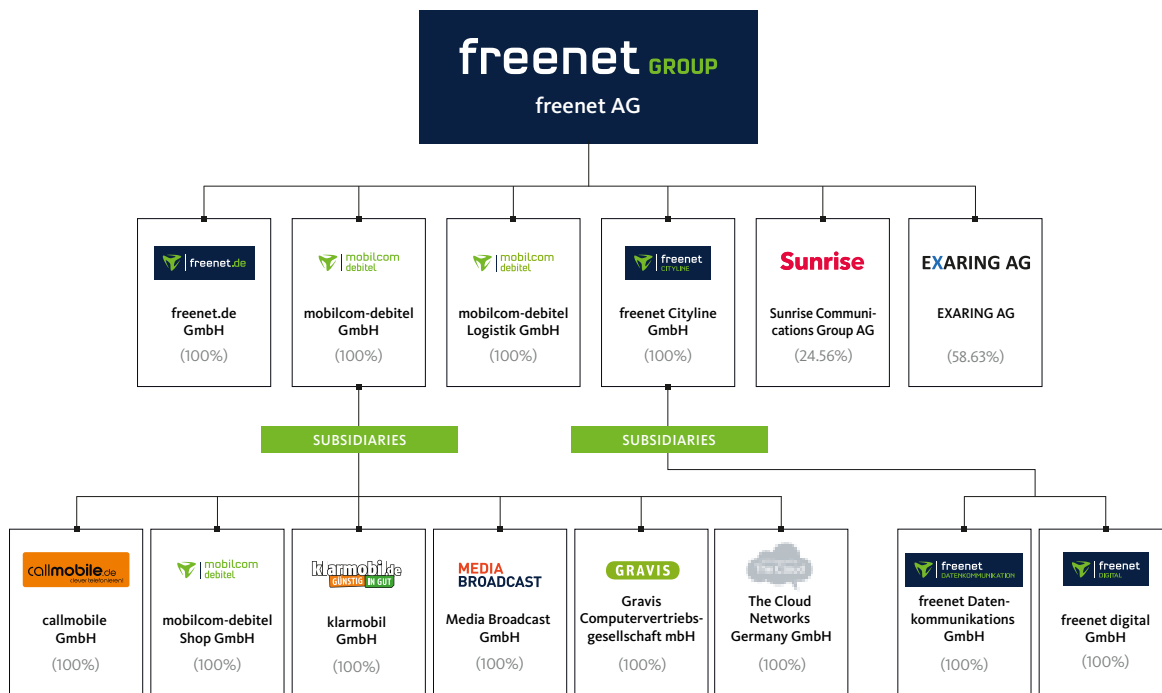 freenet GROUP
freenet AG
freenet.de
freenet.de
GmbH
(100%)
mobilcom
debitel
mobilcom-debitel
GmbH
(100%)
mobilcom
debitel
mobilcom-debitel
Logistik GmbH
(100%)
freenet
CITYLINE
freenet Cityline
GmbH
(100%)
Sunrise
Sunrise Communi-
cations Group AG
(24.56%)
EXARING AG
EXARING AG
(58.63%)
SUBSIDIARIES
SUBSIDIARIES
callmobile.de
clever telefonieren!
callmobile
GmbH
(100%)
mobilcom
debitel
mobilcom-debitel
Shop GmbH
(100%)
klarmobil.de
GÜNSTIG IN GUT
klarmobil
GmbH
(100%)
MEDIA
BROADCAST
Media Broadcast
GmbH
(100%)
GRAVIS
Gravis
Computervertriebs-
gesellschaft mbH
(100%)
The Cloud
The Cloud
Networks
Germany GmbH
(100%)
freenet
DATENKOMMUNIKATION
freenet Daten-
kommunikations
GmbH
(100%)
freenet
DIGITAL
freenet digital
GmbH
(100%)